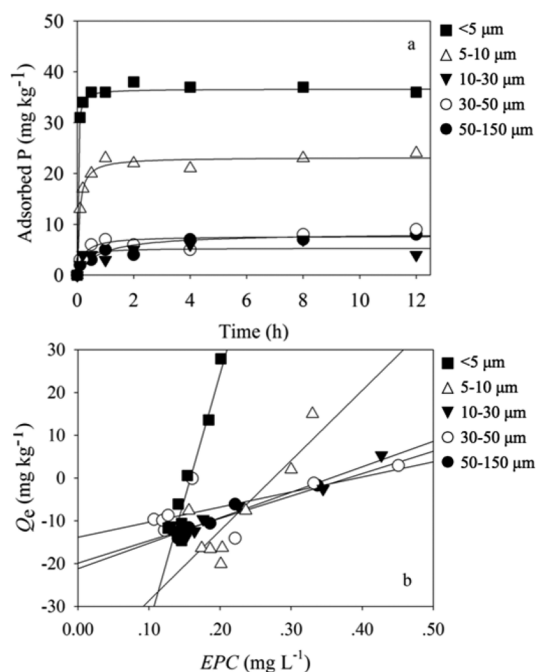 50
40
30
20
10
0
Adsorbed P (mg kg-1)
a
0 2 4 6 8 10 12
Time (h)
<5 µm
5-10 µm
10-30 µm
30-50 µm
50-150 µm
30
20
10
0
-10
-20
-30
Qe (mg kg-1)
b
0.00 .10 .20 .30 .40 .50
EPC (mg L-1)
<5 µm
5-10 µm
10-30 µm
30-50 µm
50-150 µm